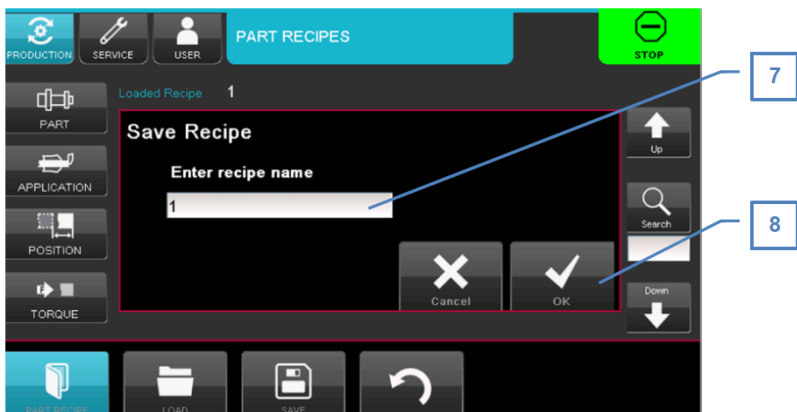 PRODUCTION
SERVICE
USER
PART RECIPES
STOP
7
Loaded Recipe 1
PART
Save Recipe
Up
Enter recipe name
APPLICATION
1
Search
8
POSITION
Cancel
OK
Down
TORQUE
PART RECIPE
LOAD
SAVE